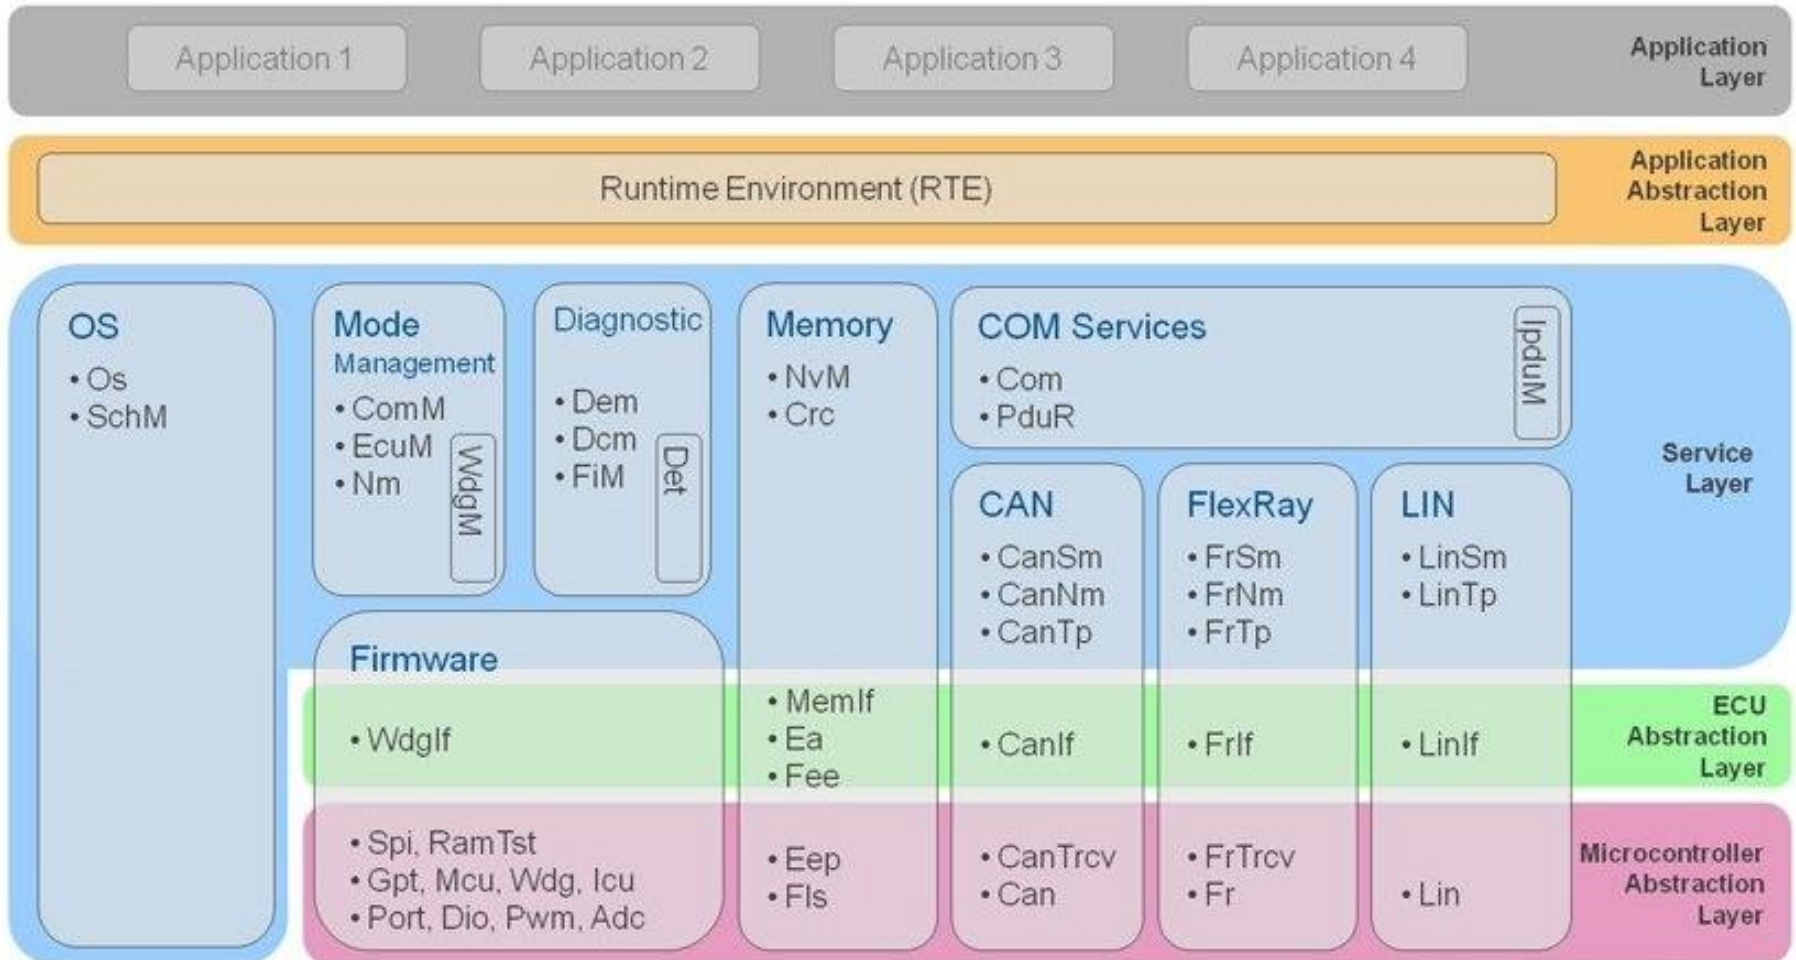 Application 1
Application 2
Application 3
Application 4
Application
Layer
Runtime Environment (RTE)
Application
Abstraction
Layer
OS
• Os
• SchM
Mode
Management
• ComM
• EcuM
• Nm
WdgM
Diagnostic
• Dem
• Dcm
• FiM
Det
Memory
• NvM
• Crc
COM Services
• Com
• PduR
IpduM
CAN
• CanSm
• CanNm
• CanTp
FlexRay
• FrSm
• FrNm
• FrTp
LIN
• LinSm
• LinTp
Service
Layer
Firmware
• WdgIf
• MemIf
• Ea
• Fee
• CanIf
• FrIf
• LinIf
ECU
Abstraction
Layer
• Spi, RamTst
• Gpt, Mcu, Wdg, Icu
• Port, Dio, Pwm, Adc
• Eep
• Fls
• CanTrcv
• Can
• FrTrcv
• Fr
• Lin
Microcontroller
Abstraction
Layer